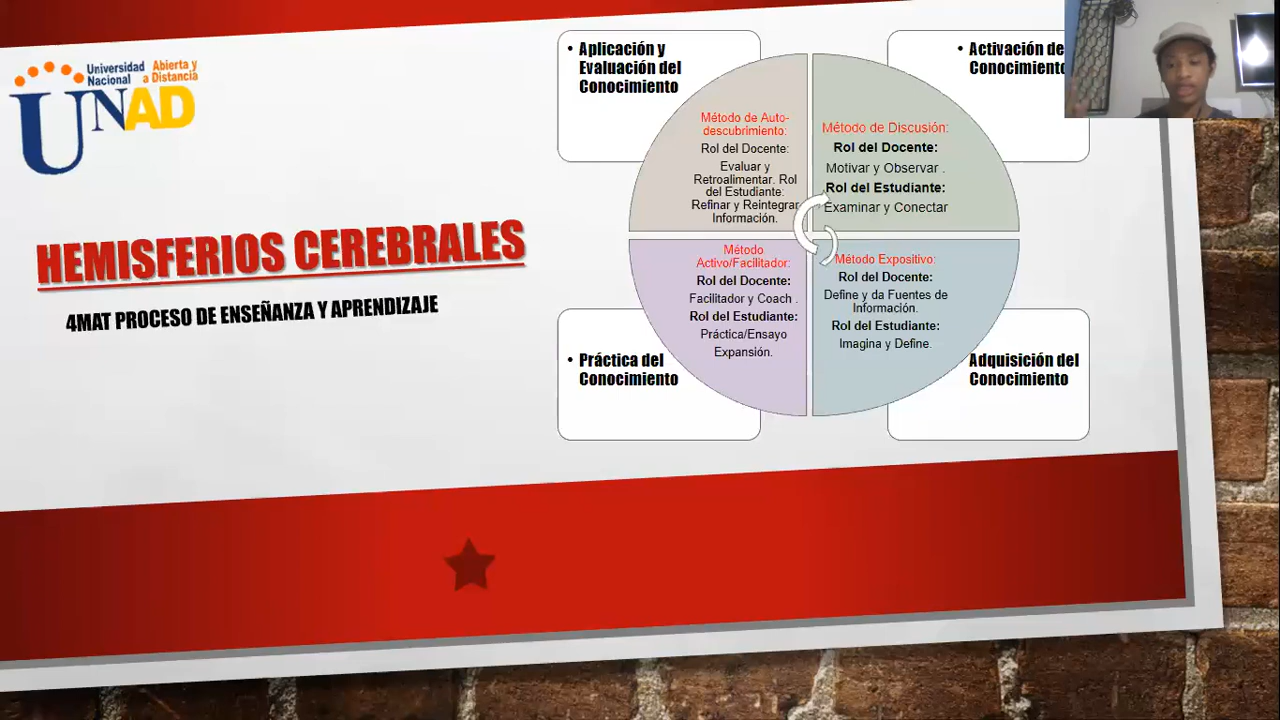 Universidad
Nacional
Abierta y
a Distancia
UNAD
HEMISFERIOS CEREBRALES
4MAT PROCESO DE ENSEÑANZA Y APRENDIZAJE
• Aplicación y
Evaluación del
Conocimiento
• Activación de
Conocimiento
Método de Auto-
descubrimiento:
Rol del Docente:
Evaluar y
Retroalimentar. Rol
del Estudiante:
Refinar y Reintegrar
Información.
Método de Discusión:
Rol del Docente:
Motivar y Observar .
Rol del Estudiante:
Examinar y Conectar
Método
Activo/Facilitador:
Rol del Docente:
Facilitador y Coach .
Rol del Estudiante:
Práctica/Ensayo
Expansión.
Método Expositivo:
Rol del Docente:
Define y da Fuentes de
Información.
Rol del Estudiante:
Imagina y Define.
• Práctica del
Conocimiento
Adquisición del
Conocimiento